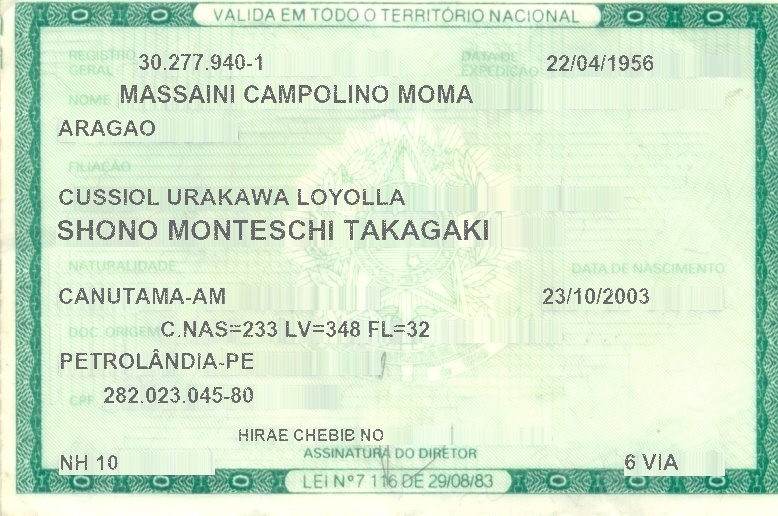 VALIDA EM TODO O TERRITÓRIO NACIONAL
REGISTRO GERAL 30.277.940-1 DATA DE EXPEDIÇÃO 22/04/1956
NOME MASSAINI CAMPOLINO MOMA
ARAGAO
FILIAÇÃO
CUSSIOL URAKAWA LOYOLLA
SHONO MONTESCHI TAKAGAKI
NATURALIDADE DATA DE NASCIMENTO
CANUTAMA-AM 23/10/2003
DOC. ORIGEM C.NAS=233 LV=348 FL=32
PETROLÂNDIA-PE
CPF 282.023.045-80
HIRAE CHEBIB NO
ASSINATURA DO DIRETOR
NH 10 6 VIA
LEI Nº 7 116 DE 29/08/83